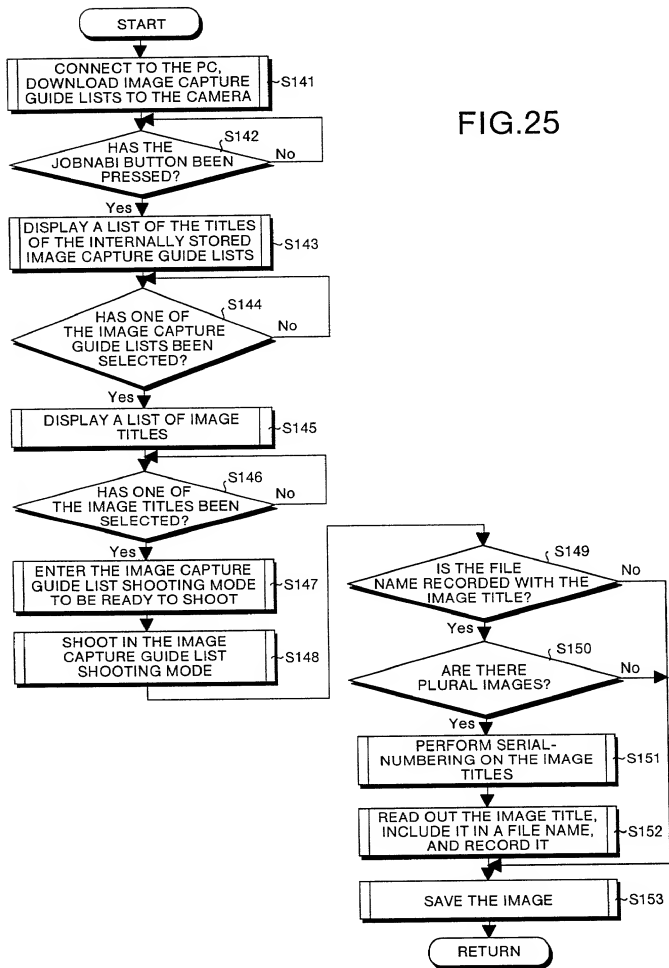 START
CONNECT TO THE PC,
DOWNLOAD IMAGE CAPTURE
GUIDE LISTS TO THE CAMERA
S141
FIG.25
S142
HAS THE
JOBNABI BUTTON BEEN
PRESSED?
No
Yes
DISPLAY A LIST OF THE TITLES
OF THE INTERNALLY STORED
IMAGE CAPTURE GUIDE LISTS
S143
S144
HAS ONE OF
THE IMAGE CAPTURE
GUIDE LISTS BEEN
SELECTED?
No
Yes
DISPLAY A LIST OF IMAGE
TITLES
S145
S146
HAS ONE OF
THE IMAGE TITLES BEEN
SELECTED?
No
Yes
ENTER THE IMAGE CAPTURE
GUIDE LIST SHOOTING MODE
TO BE READY TO SHOOT
S147
SHOOT IN THE IMAGE
CAPTURE GUIDE LIST
SHOOTING MODE
S148
S149
IS THE FILE
NAME RECORDED WITH THE
IMAGE TITLE?
No
Yes
S150
ARE THERE
PLURAL IMAGES?
No
Yes
PERFORM SERIAL-
NUMBERING ON THE IMAGE
TITLES
S151
READ OUT THE IMAGE TITLE,
INCLUDE IT IN A FILE NAME,
AND RECORD IT
S152
SAVE THE IMAGE
S153
RETURN